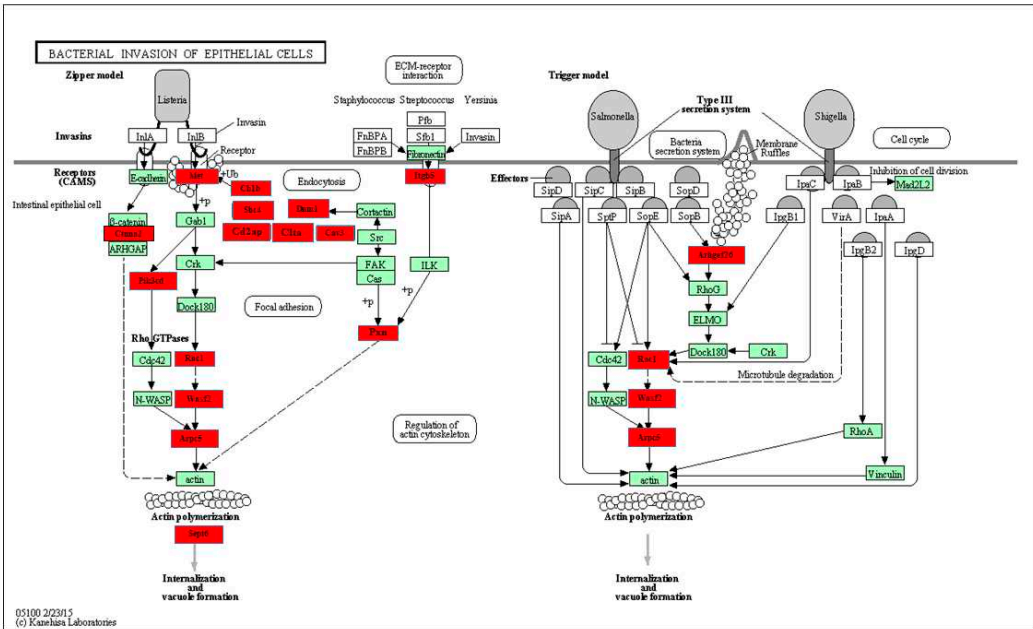 BACTERIAL INVASION OF EPITHELIAL CELLS
Zipper model
ECM-receptor
interaction
Trigger model
Listeria
Staphylococcus Streptococcus Yersinia
Salmonella
Type III
secretion system
Shigella
Pfb
Invasins
InlA
InlB
Invasin
FnBPA
Sfb1
Invasin
FnBPB
Fibronectin
Bacteria
secretion system
Membrane
Ruffles
Cell cycle
Receptor
Receptors
(CAMS)
E-cadherin
Met
+Ub
Endocytosis
Effectors
SipD
SipC
SipB
SopD
IpaC
IpaB
Inhibition of cell division
Mad2L2
Intestinal epithelial cell
+p
β-catenin
Gab1
Cortactin
SipA
SptP
SopE
SopB
IpgB1
VirA
IpaA
ARHGAP
Src
IpgB2
IpgD
Crk
FAK
Cas
ILK
RhoG
+p
+p
Dock180
Focal adhesion
Pxn
ELMO
Rho GTPases
Cdc42
Rac1
Cdc42
Rac1
Dock180
Crk
Microtubule degradation
N-WASP
Wasf2
N-WASP
Wasf2
Arpc5
Regulation of
actin cytoskeleton
Arpc5
RhoA
actin
actin
Vinculin
Actin polymerization
Actin polymerization
Internalization
and
vacuole formation
Internalization
and
vacuole formation
05100 2/23/15
(c) Kanehisa Laboratories